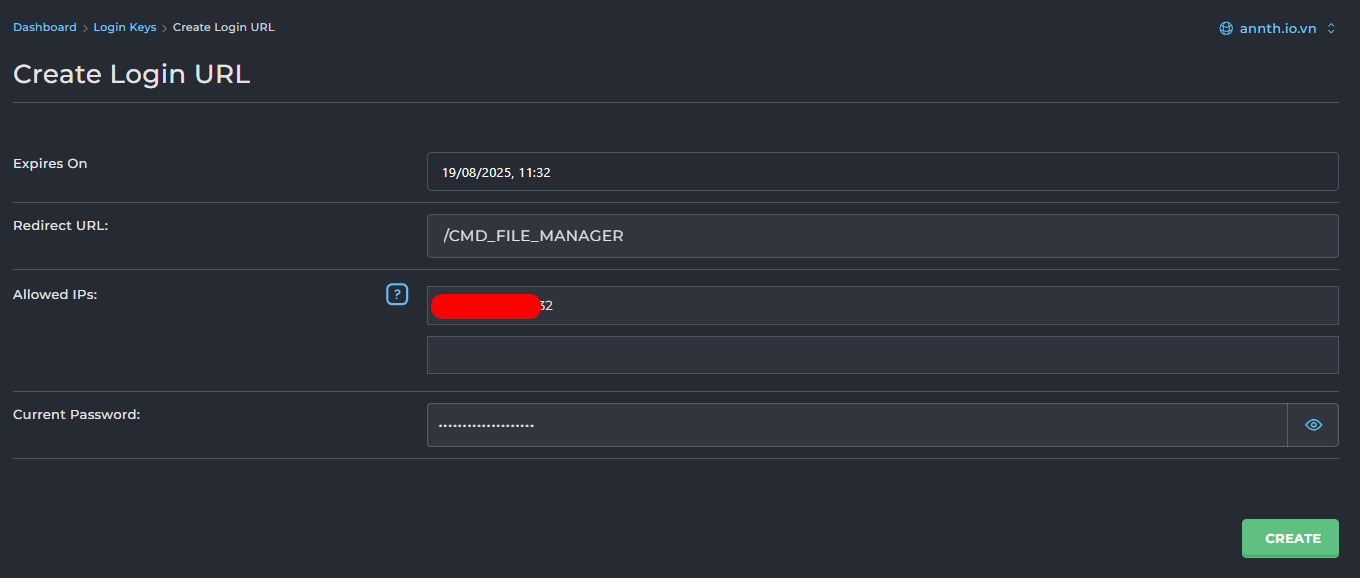 Dashboard > Login Keys > Create Login URL
annth.io.vn
Create Login URL
Expires On
19/08/2025, 11:32
Redirect URL:
/CMD_FILE_MANAGER
Allowed IPs:
?
32
Current Password:
••••••••••••••••••••
CREATE